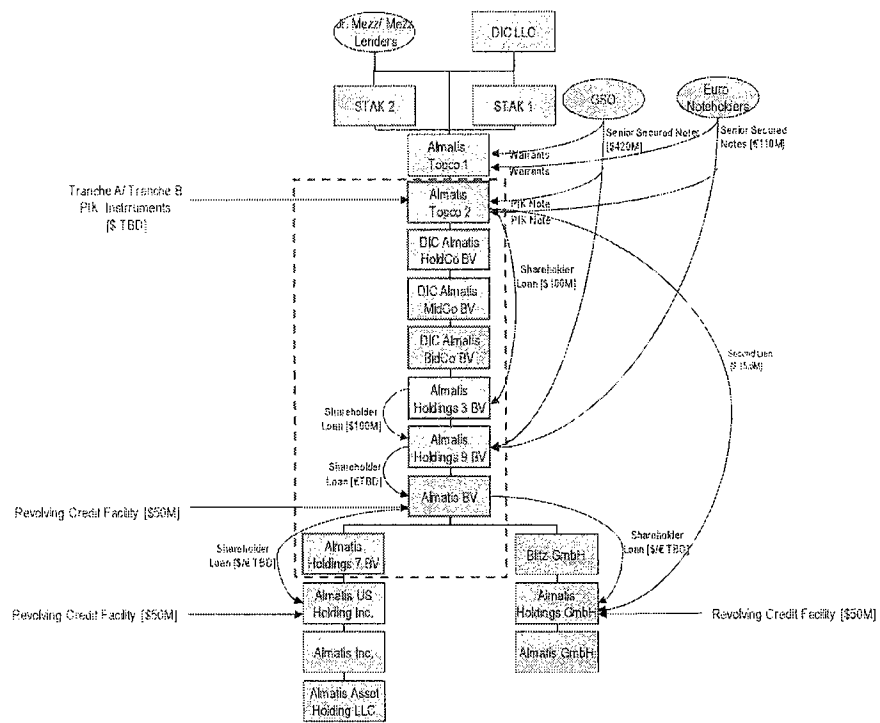 Jr. Mezz/ Mezz
Lenders
DIC LLC
STAK 2
STAK 1
GSO
Euro
Noteholders
Senior Secured Notes
[$420M]
Senior Secured
Notes [€110M]
Almatis
Topco 1
Warrants
Warrants
Tranche A/ Tranche B
PIK Instruments
[$ TBD]
Almatis
Topco 2
PIK Note
PIK Note
DIC Almatis
HoldCo BV
Shareholder
Loan [$100M]
DIC Almatis
MidCo BV
DIC Almatis
BidCo BV
Second Lien
Almatis
Holdings 3 BV
Shareholder
Loan [$100M]
Almatis
Holdings 9 BV
Shareholder
Loan [€TBD]
Almatis BV
Revolving Credit Facility [$50M]
Shareholder
Loan [$/€ TBD]
Almatis
Holdings 7 BV
Blitz GmbH
Shareholder
Loan [$/€ TBD]
Revolving Credit Facility [$50M]
Almatis US
Holding Inc.
Almatis
Holdings GmbH
Revolving Credit Facility [$50M]
Almatis Inc.
Almatis GmbH
Almatis Asset
Holding LLC